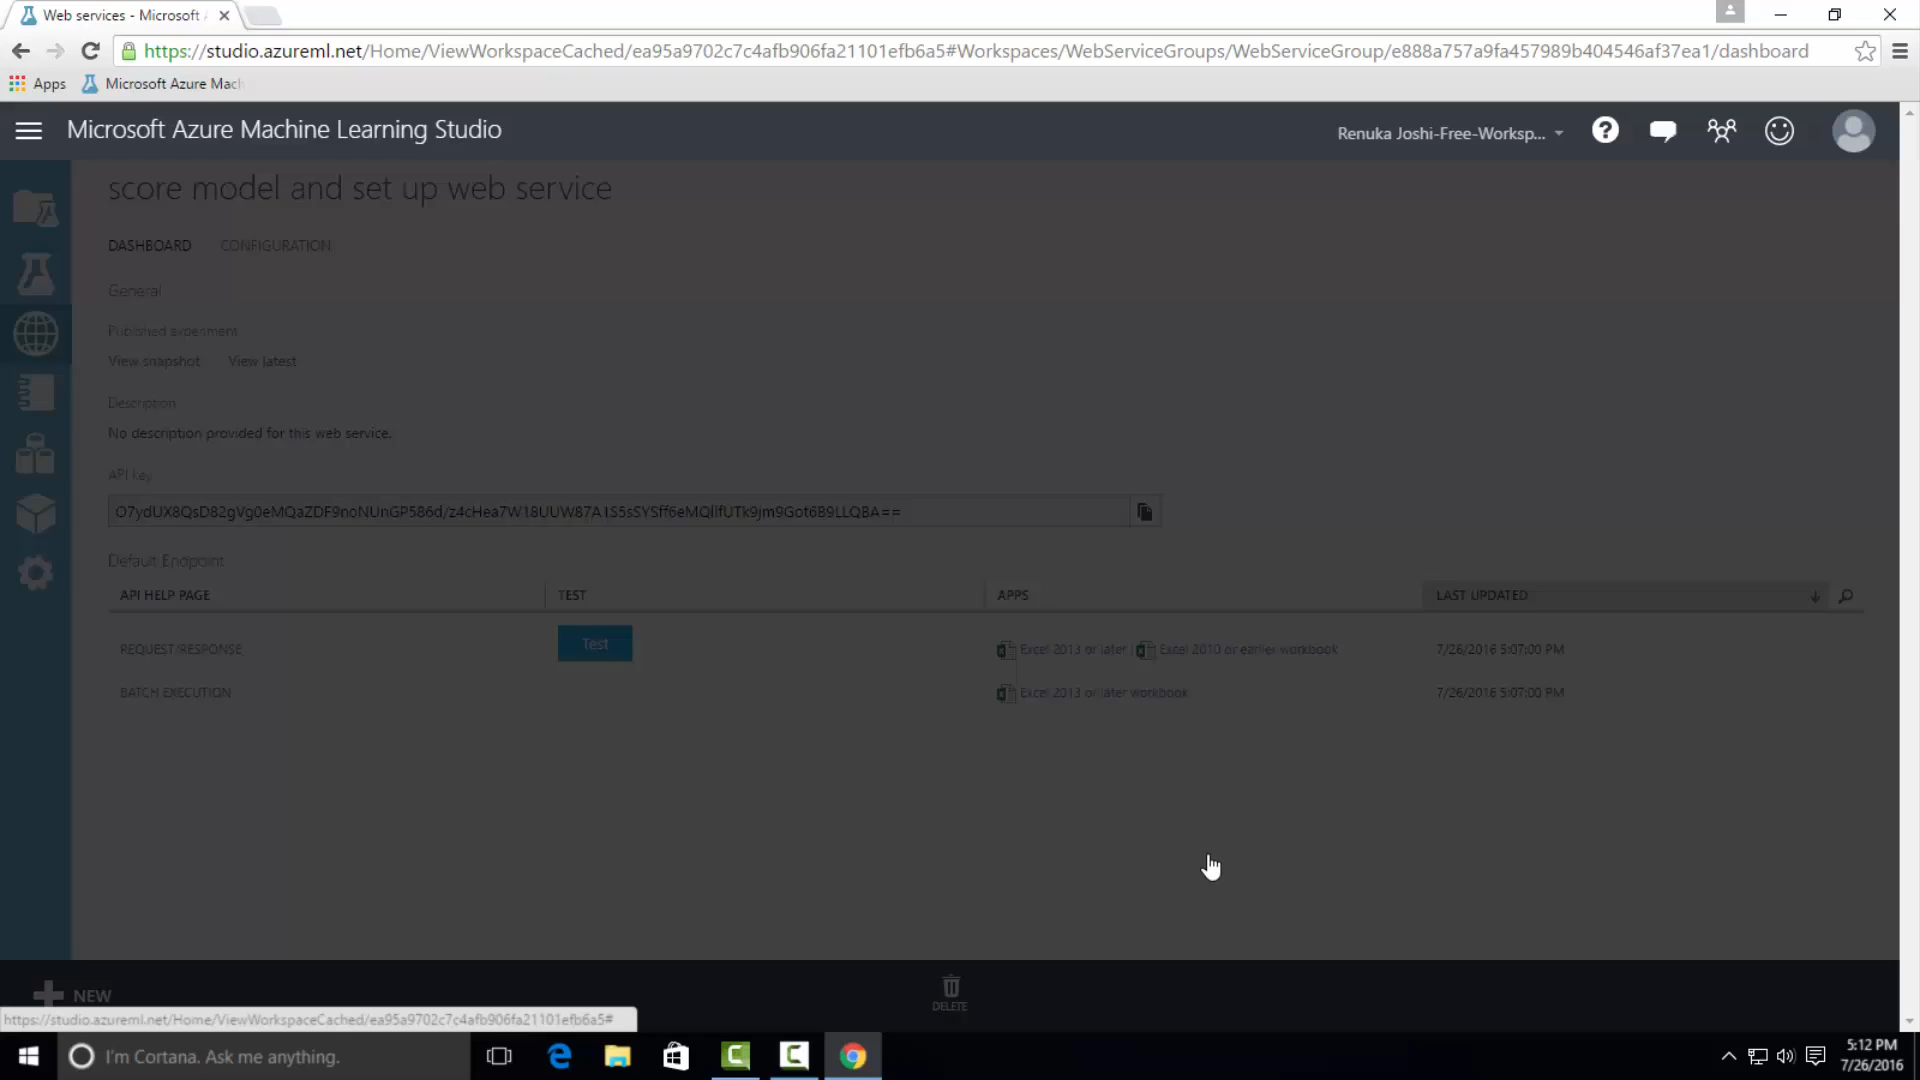 Web services - Microsoft
https://studio.azureml.net/Home/ViewWorkspaceCached/ea95a9702c7c4afb906fa21101efb6a5#Workspaces/WebServiceGroups/WebServiceGroup/e888a757a9fa457989b404546af37ea1/dashboard
Apps Microsoft Azure Mach
Microsoft Azure Machine Learning Studio
Renuka Joshi-Free-Worksp...
score model and set up web service
DASHBOARD CONFIGURATION
General
Published experiment
View snapshot View latest
Description
No description provided for this web service.
API key
O7ydUX8QsD82gVg0eMQaZDF9noNUnGP586d/z4cHea7W18UUW87A1S5sSYSff6eMQlIfUTk9jm9Got6B9LLQBA==
Default Endpoint
API HELP PAGE TEST APPS LAST UPDATED
REQUEST/RESPONSE Test Excel 2013 or later | Excel 2010 or earlier workbook 7/26/2016 5:07:00 PM
BATCH EXECUTION Excel 2013 or later workbook 7/26/2016 5:07:00 PM
NEW DELETE
https://studio.azureml.net/Home/ViewWorkspaceCached/ea95a9702c7c4afb906fa21101efb6a5#
I'm Cortana. Ask me anything.
5:12 PM
7/26/2016